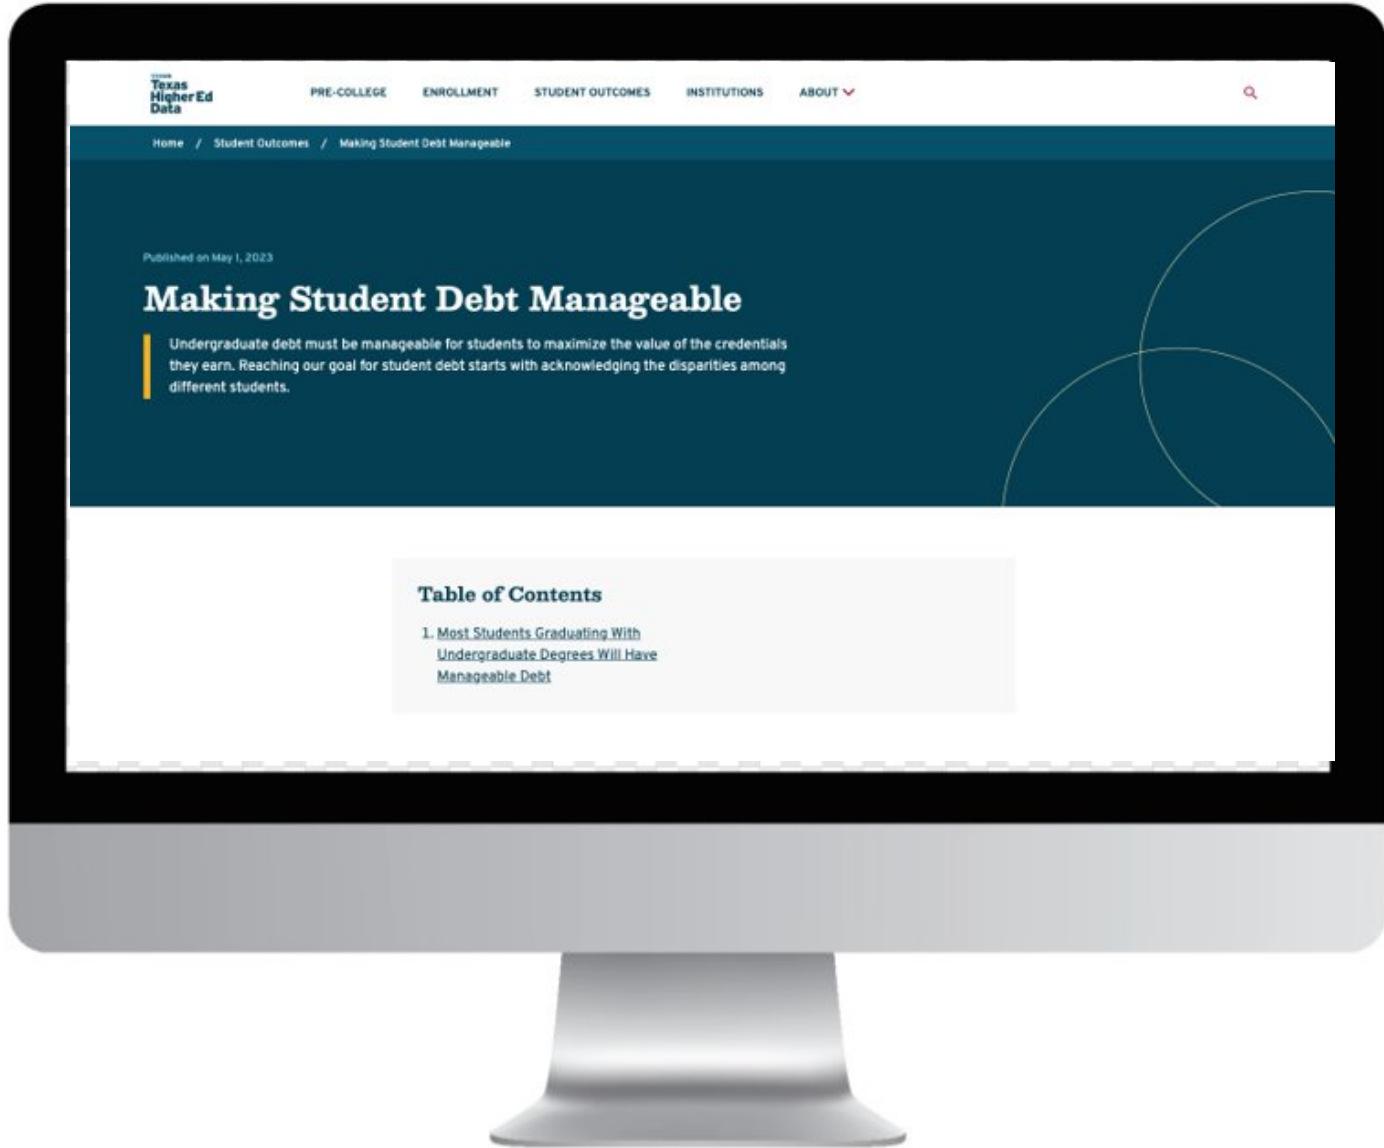 Texas
Higher Ed
Data
PRE-COLLEGE ENROLLMENT STUDENT OUTCOMES INSTITUTIONS ABOUT
Home / Student Outcomes / Making Student Debt Manageable
Published on May 1, 2023
Making Student Debt Manageable
Undergraduate debt must be manageable for students to maximize the value of the credentials
they earn. Reaching our goal for student debt starts with acknowledging the disparities among
different students.
Table of Contents
1. Most Students Graduating With
Undergraduate Degrees Will Have
Manageable Debt